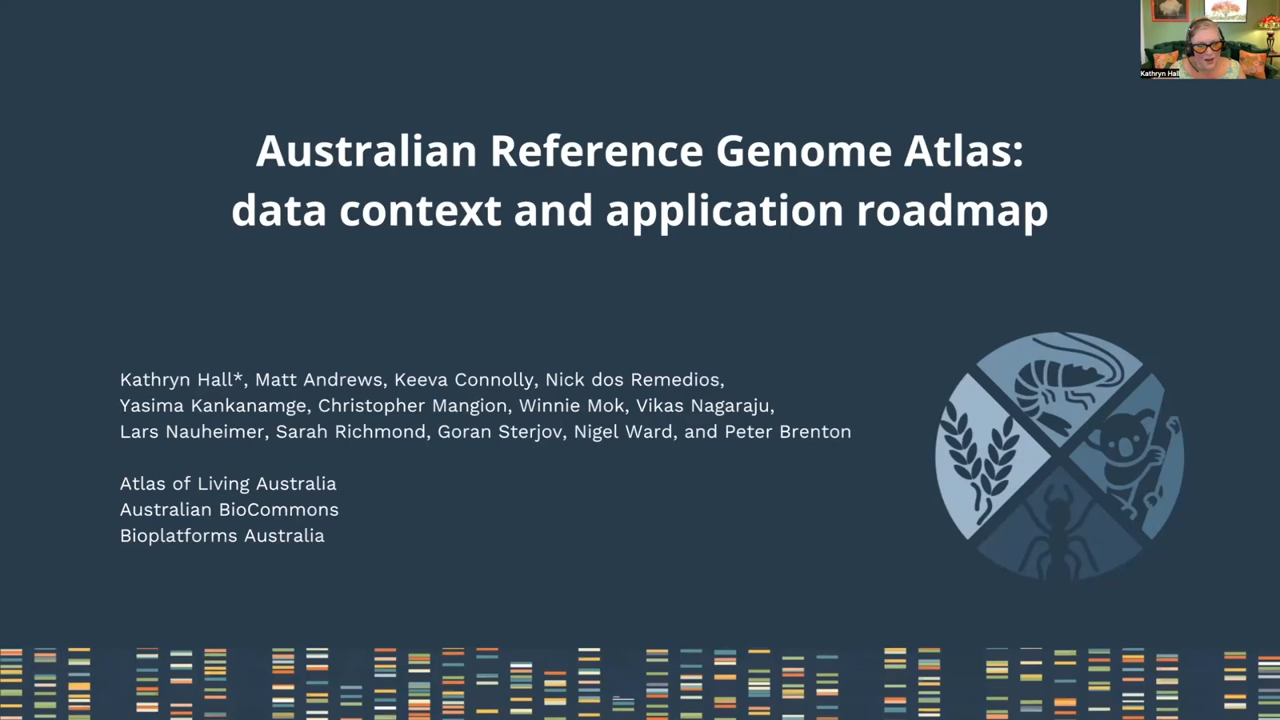 Kathryn Hall
Australian Reference Genome Atlas:
data context and application roadmap
Kathryn Hall*, Matt Andrews, Keeva Connolly, Nick dos Remedios,
Yasima Kankanamge, Christopher Mangion, Winnie Mok, Vikas Nagaraju,
Lars Nauheimer, Sarah Richmond, Goran Sterjov, Nigel Ward, and Peter Brenton
Atlas of Living Australia
Australian BioCommons
Bioplatforms Australia